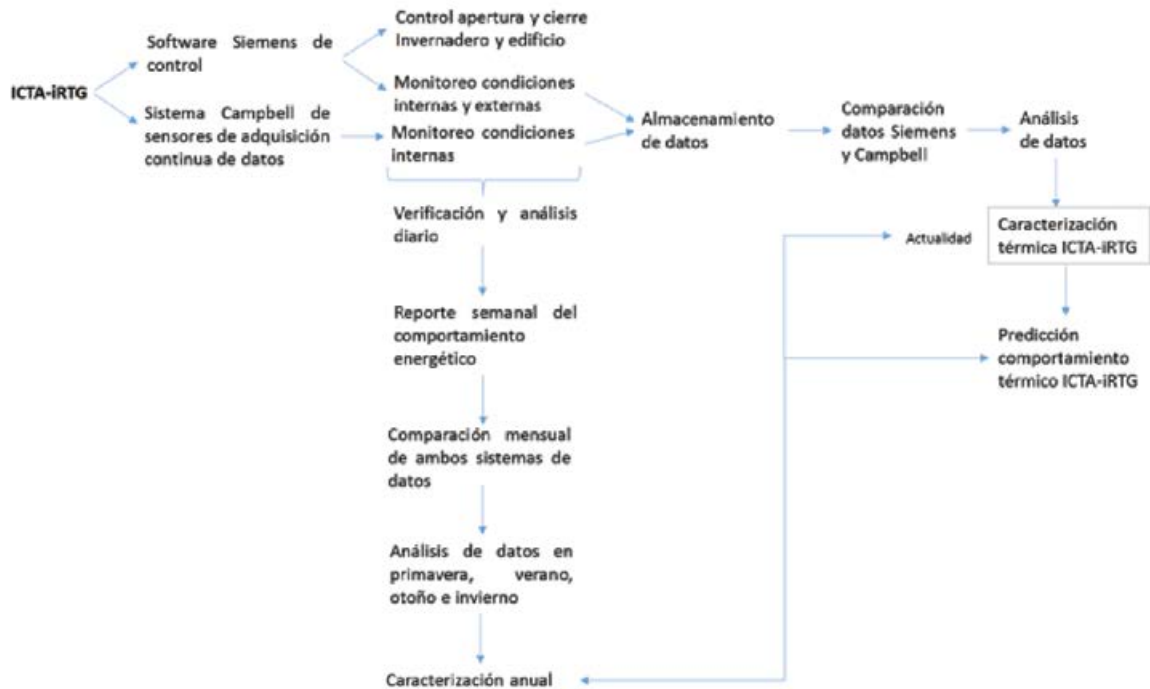 ICTA-iRTG
Software Siemens de
control
Sistema Campbell de
sensores de adquisición
continua de datos
Control apertura y cierre
Invernadero y edificio
Monitoreo condiciones
internas y externas
Monitoreo condiciones
internas
Almacenamiento
de datos
Comparación
datos Siemens
y Campbell
Análisis
de datos
Verificación y análisis
diario
Actualidad
Caracterización
térmica ICTA-iRTG
Reporte semanal del
comportamiento
energético
Predicción
comportamiento
térmico ICTA-iRTG
Comparación mensual
de ambos sistemas de
datos
Análisis de datos en
primavera, verano,
otoño e invierno
Caracterización anual